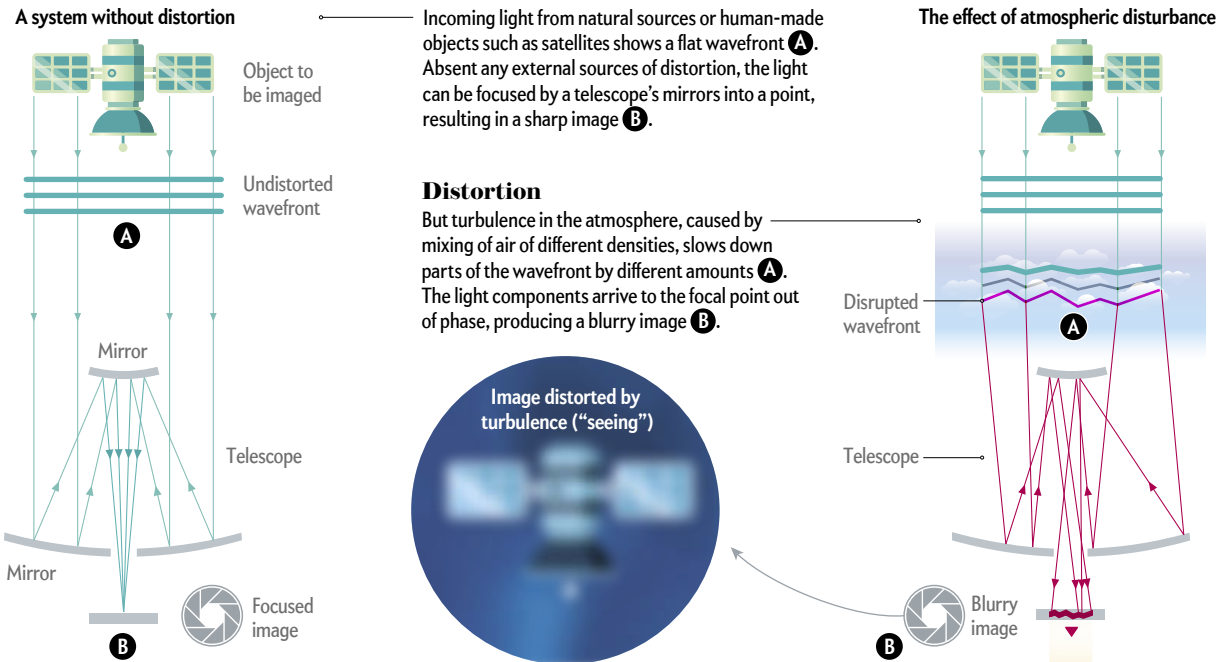 A system without distortion
Object to
be imaged
Undistorted
wavefront
A
Mirror
Telescope
Mirror
Focused
image
B
Incoming light from natural sources or human-made
objects such as satellites shows a flat wavefront A.
Absent any external sources of distortion, the light
can be focused by a telescope’s mirrors into a point,
resulting in a sharp image B.
Distortion
But turbulence in the atmosphere, caused by
mixing of air of different densities, slows down
parts of the wavefront by different amounts A.
The light components arrive to the focal point out
of phase, producing a blurry image B.
Image distorted by
turbulence (“seeing”)
The effect of atmospheric disturbance
Disrupted
wavefront
A
Telescope
Blurry
image
B